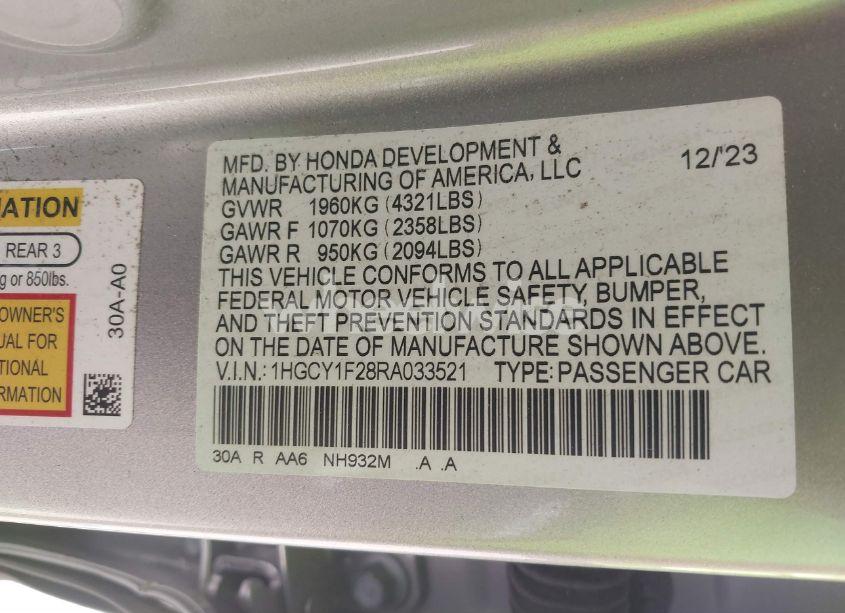 MATION
REAR 3
g or 850lbs.
OWNER'S
UAL FOR
TIONAL
RMATION
30A-A0
MFD. BY HONDA DEVELOPMENT &
MANUFACTURING OF AMERICA, LLC
12/'23
GVWR 1960KG (4321LBS)
GAWR F 1070KG (2358LBS)
GAWR R 950KG (2094LBS)
THIS VEHICLE CONFORMS TO ALL APPLICABLE
FEDERAL MOTOR VEHICLE SAFETY, BUMPER,
AND THEFT PREVENTION STANDARDS IN EFFECT
ON THE DATE OF MANUFACTURE SHOWN ABOVE.
V.I.N.: 1HGCY1F28RA033521 TYPE: PASSENGER CAR
30A R AA6 NH932M .A .A